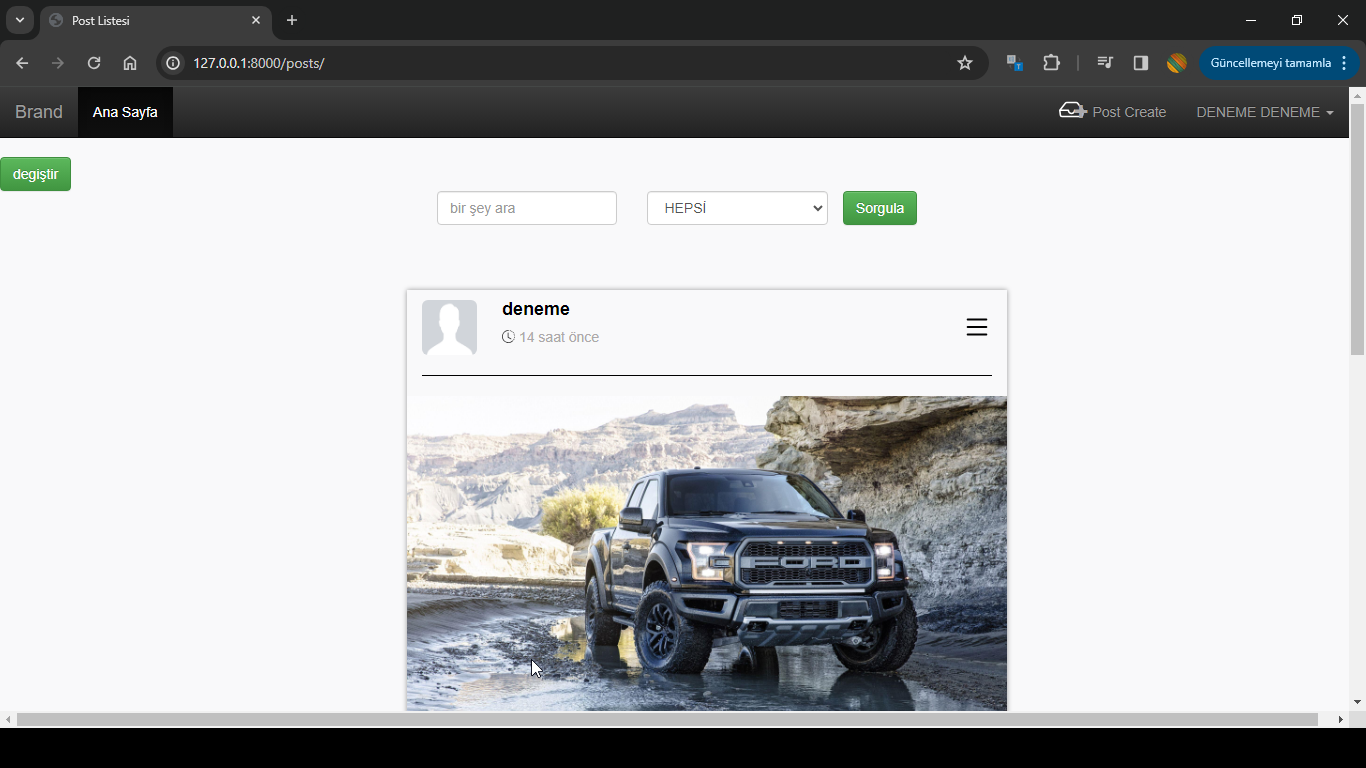 Post Listesi
127.0.0.1:8000/posts/
Güncellemeyi tamamla
Brand
Ana Sayfa
Post Create
DENEME DENEME
degiştir
bir şey ara
HEPSİ
Sorgula
deneme
14 saat önce
FORD